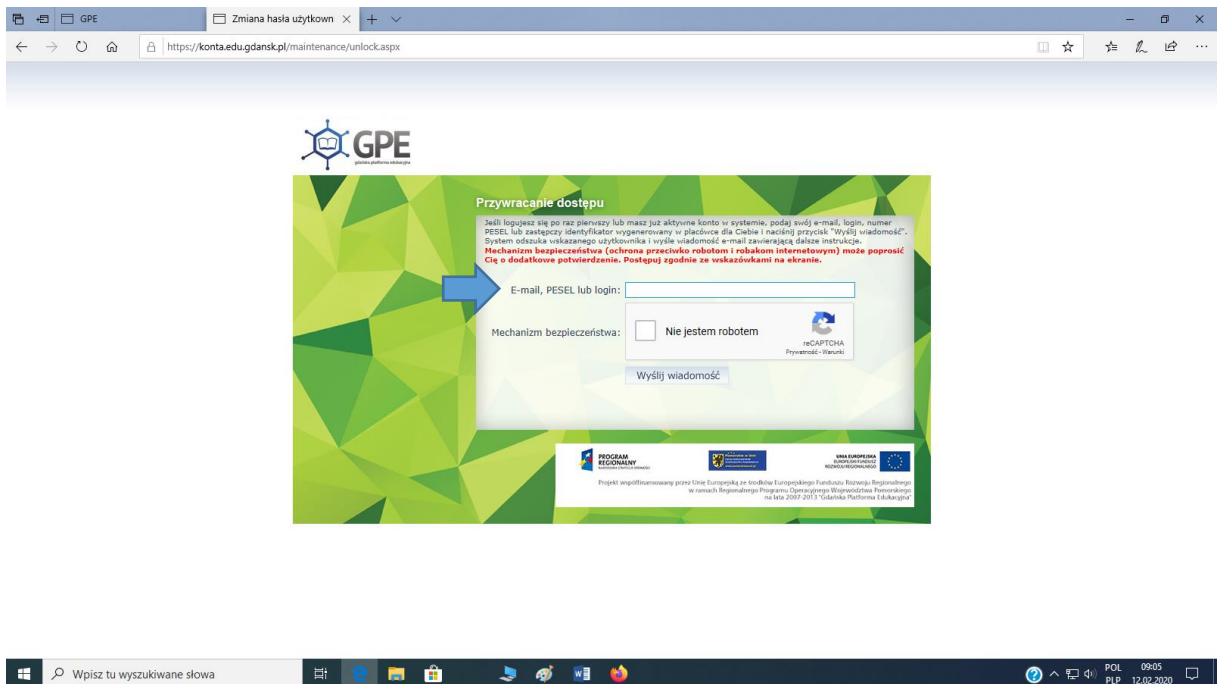 GPE
Zmiana hasła użytkown
https://konta.edu.gdansk.pl/maintenance/unlock.aspx
GPE
gdańska platforma edukacyjna
Przywracanie dostępu
Jeśli logujesz się po raz pierwszy lub masz już aktywne konto w systemie, podaj swój e-mail, login, numer
PESEL lub zastępczy identyfikator wygenerowany w placówce dla Ciebie i naciśnij przycisk "Wyślij wiadomość".
System odszuka wskazanego użytkownika i wyśle wiadomość e-mail zawierającą dalsze instrukcje.
Mechanizm bezpieczeństwa (ochrona przeciwko robotom i robakom internetowym) może poprosić
Cię o dodatkowe potwierdzenie. Postępuj zgodnie ze wskazówkami na ekranie.
E-mail, PESEL lub login:
Mechanizm bezpieczeństwa:
Nie jestem robotem
reCAPTCHA
Prywatność - Warunki
Wyślij wiadomość
PROGRAM
REGIONALNY
UNIA EUROPEJSKA
EUROPEJSKI FUNDUSZ
ROZWOJU REGIONALNEGO
Projekt współfinansowany przez Unię Europejską ze środków Europejskiego Funduszu Rozwoju Regionalnego
w ramach Regionalnego Programu Operacyjnego Województwa Pomorskiego
na lata 2007-2013 "Gdańska Platforma Edukacyjna"
Wpisz tu wyszukiwane słowa
POL
PLP
09:05
12.02.2020